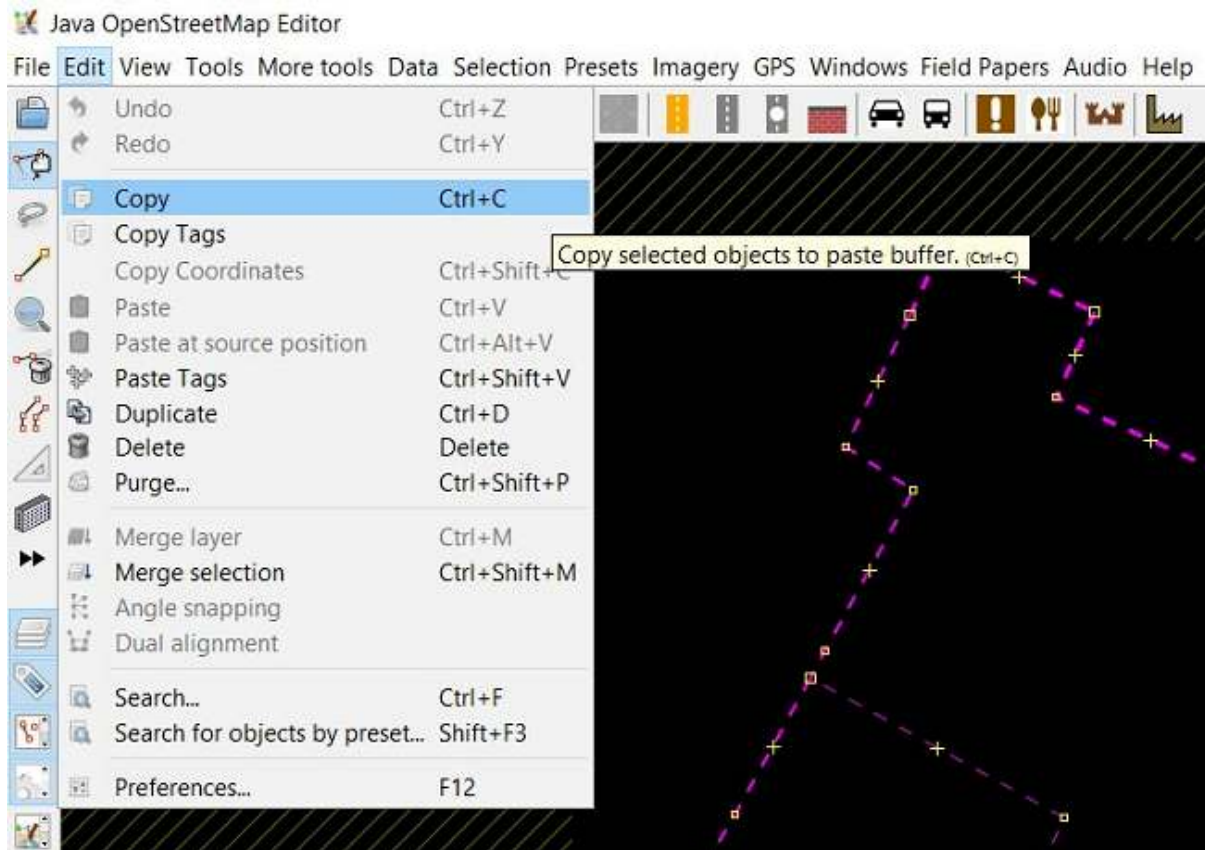 Java OpenStreetMap Editor
File Edit View Tools More tools Data Selection Presets Imagery GPS Windows Field Papers Audio Help
Undo Ctrl+Z
Redo Ctrl+Y
Copy Ctrl+C
Copy Tags
Copy selected objects to paste buffer. (Ctrl+C)
Copy Coordinates Ctrl+Shift+C
Paste Ctrl+V
Paste at source position Ctrl+Alt+V
Paste Tags Ctrl+Shift+V
Duplicate Ctrl+D
Delete Delete
Purge... Ctrl+Shift+P
Merge layer Ctrl+M
Merge selection Ctrl+Shift+M
Angle snapping
Dual alignment
Search... Ctrl+F
Search for objects by preset... Shift+F3
Preferences... F12